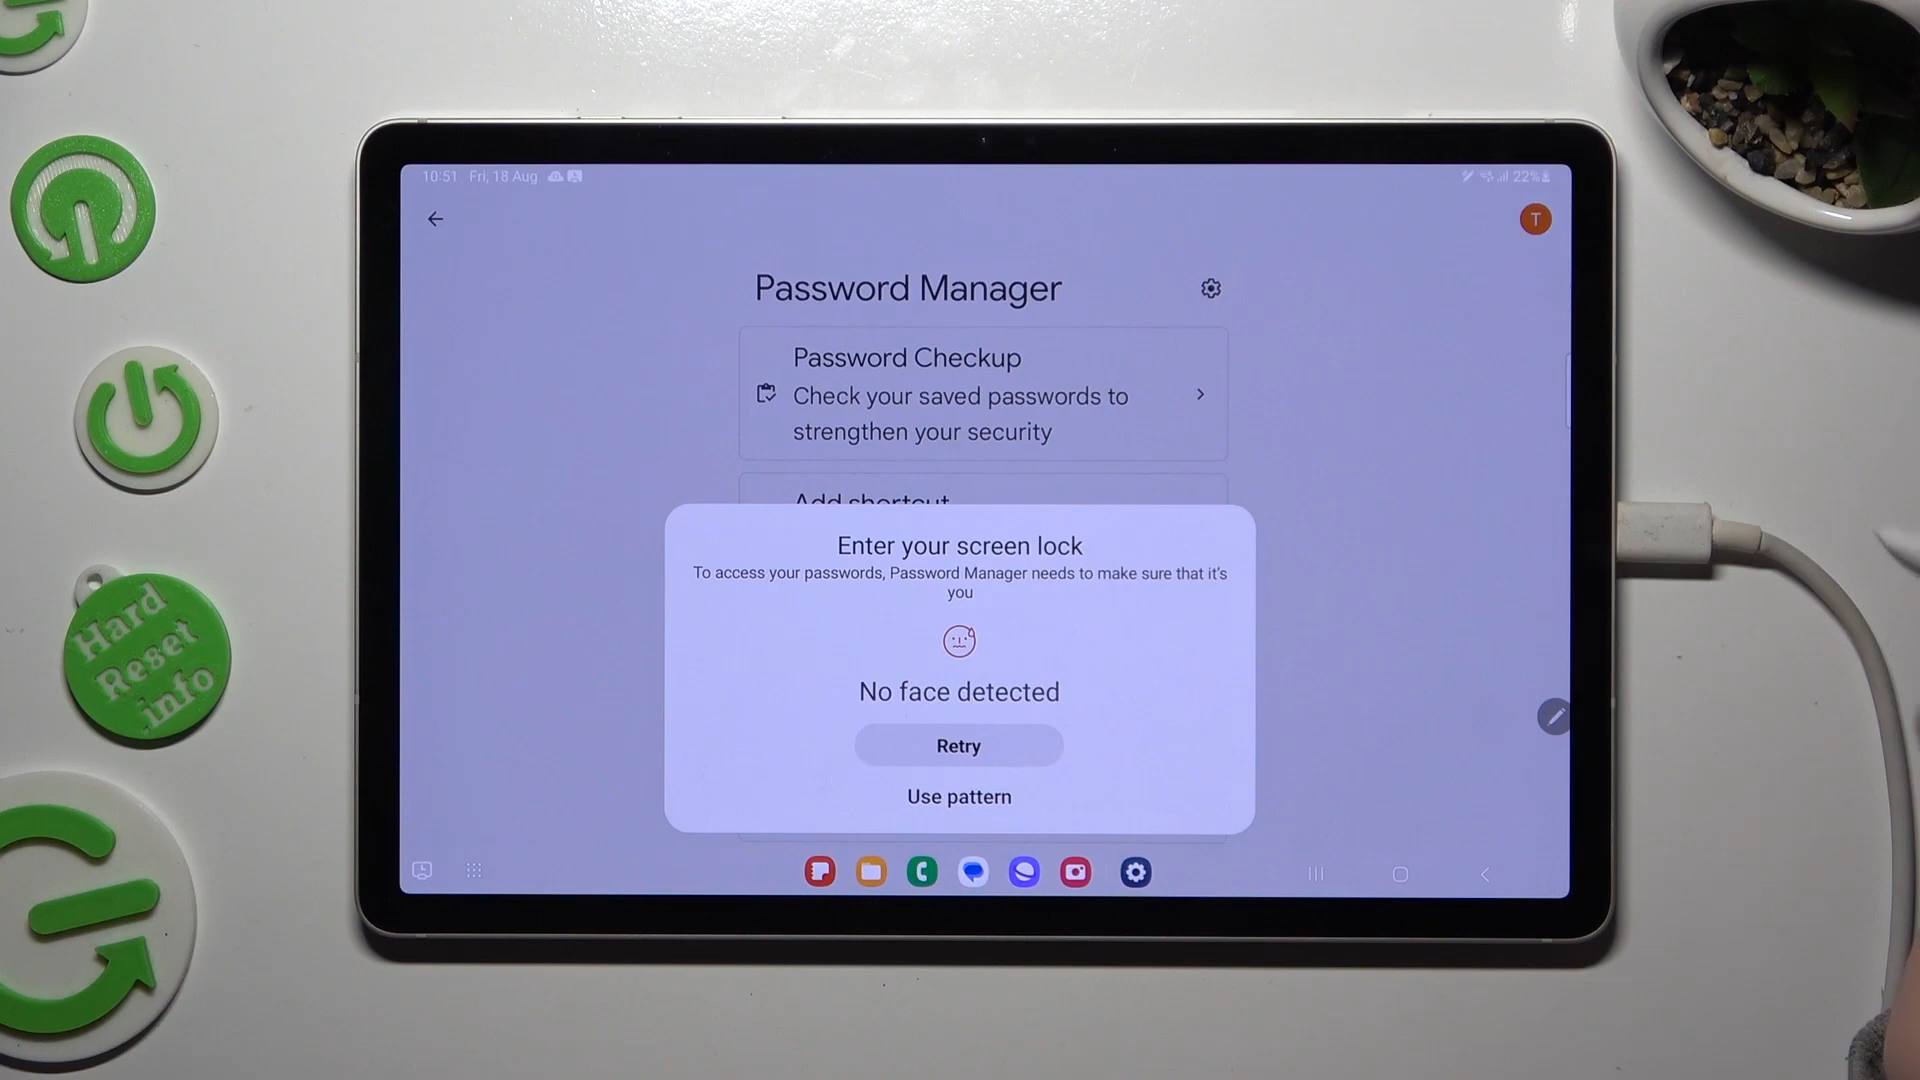 10:51 Fri, 18 Aug
22%
T
Password Manager
Password Checkup
Check your saved passwords to
strengthen your security
Add shortcut
Enter your screen lock
To access your passwords, Password Manager needs to make sure that it's
you
No face detected
Retry
Use pattern
Hard
Reset
.info